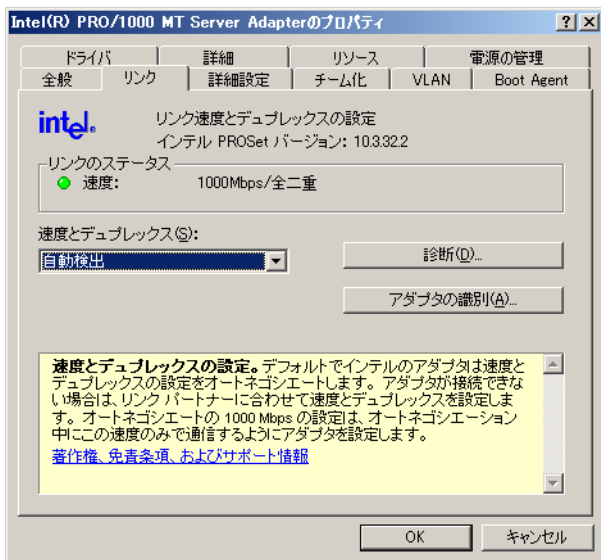 Intel(R) PRO/1000 MT Server Adapterのプロパティ
ドライバ 詳細 リソース 電源の管理
全般 リンク 詳細設定 チーム化 VLAN Boot Agent
intel®
リンク速度とデュプレックスの設定
インテル PROSet バージョン: 10.3.32.2
リンクのステータス
速度: 1000Mbps/全二重
速度とデュプレックス(S):
自動検出
診断(D)...
アダプタの識別(A)...
速度とデュプレックスの設定。デフォルトでインテルのアダプタは速度と
デュプレックスの設定をオートネゴシエートします。アダプタが接続できな
い場合は、リンク パートナーに合わせて速度とデュプレックスを設定しま
す。オートネゴシエートの 1000 Mbps の設定は、オートネゴシエーション
中にこの速度のみで通信するようにアダプタを設定します。
著作権、免責条項、およびサポート情報
OK キャンセル